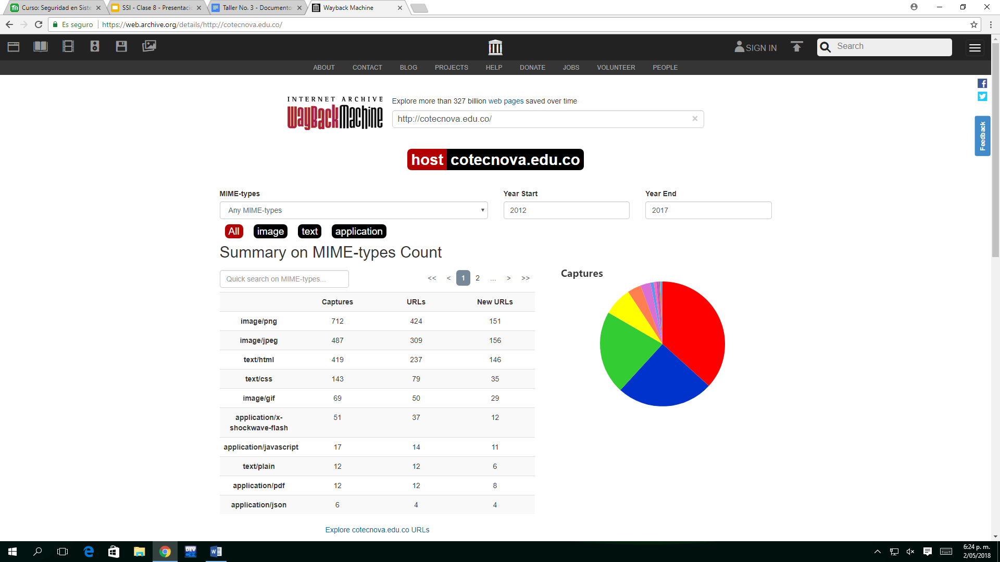 Curso: Seguridad en Siste
SSI - Clase 8 - Presentaci
Taller No. 3 - Documento
Wayback Machine
Es seguro
https://web.archive.org/details/http://cotecnova.edu.co/
SIGN IN
Search
ABOUT CONTACT BLOG PROJECTS HELP DONATE JOBS VOLUNTEER PEOPLE
INTERNET ARCHIVE
WayBackMachine
Explore more than 327 billion web pages saved over time
http://cotecnova.edu.co/
Feedback
host cotecnova.edu.co
MIME-types Year Start Year End
Any MIME-types 2012 2017
All image text application
Summary on MIME-types Count
Quick search on MIME-types...
<< < 1 2 ... > >>
Captures
Captures URLs New URLs
image/png 712 424 151
image/jpeg 487 309 156
text/html 419 237 146
text/css 143 79 35
image/gif 69 50 29
application/x-
shockwave-flash 51 37 12
application/javascript 17 14 11
text/plain 12 12 6
application/pdf 12 12 8
application/json 6 4 4
Explore cotecnova.edu.co URLs
DEV
C++
6:24 p. m.
2/05/2018